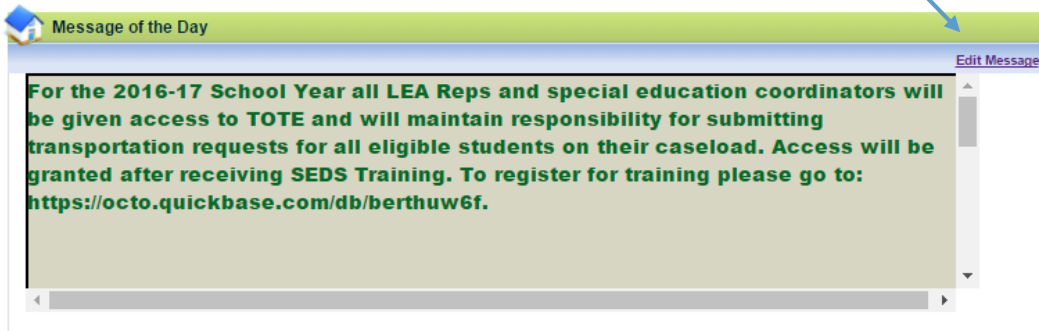 Message of the Day
Edit Message
For the 2016-17 School Year all LEA Reps and special education coordinators will
be given access to TOTE and will maintain responsibility for submitting
transportation requests for all eligible students on their caseload. Access will be
granted after receiving SEDS Training. To register for training please go to:
https://octo.quickbase.com/db/berthuw6f.